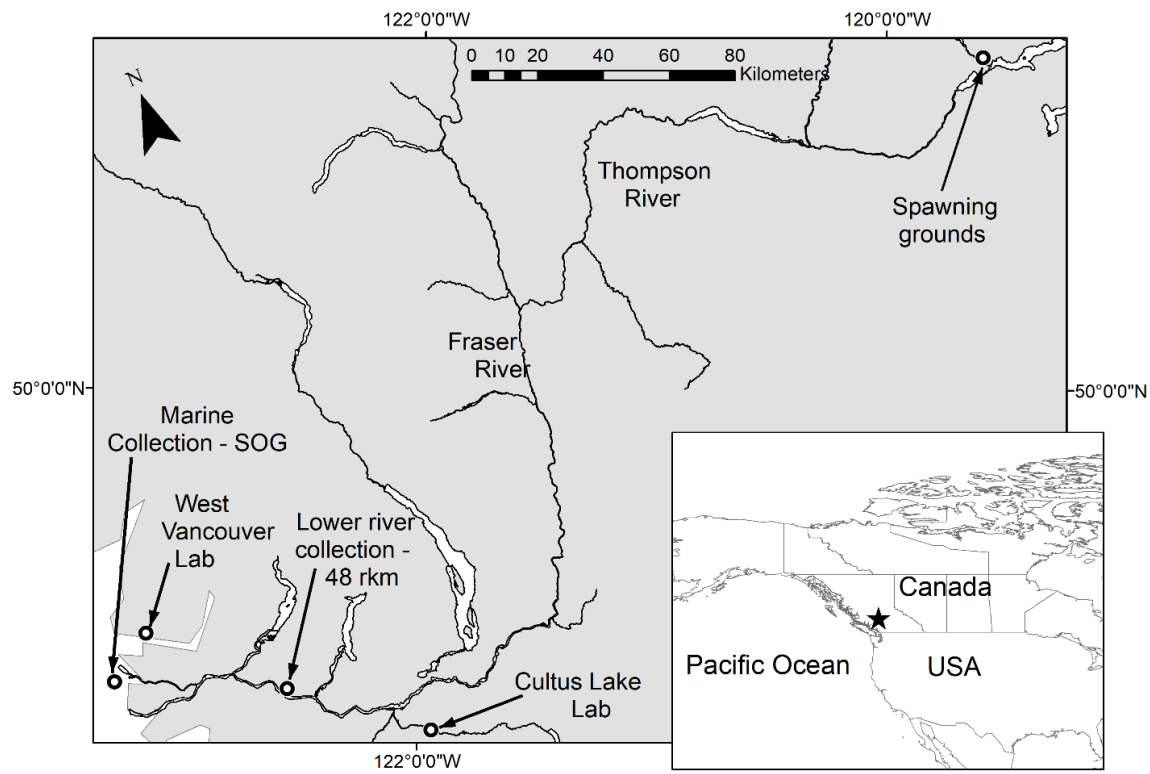 122°0'0"W
120°0'0"W
N
0 10 20 40 60 80
Kilometers
Thompson
River
Spawning
grounds
Fraser
River
50°0'0"N
50°0'0"N
Marine
Collection - SOG
West
Vancouver
Lab
Lower river
collection -
48 rkm
Cultus Lake
Lab
Canada
Pacific Ocean
USA
122°0'0"W